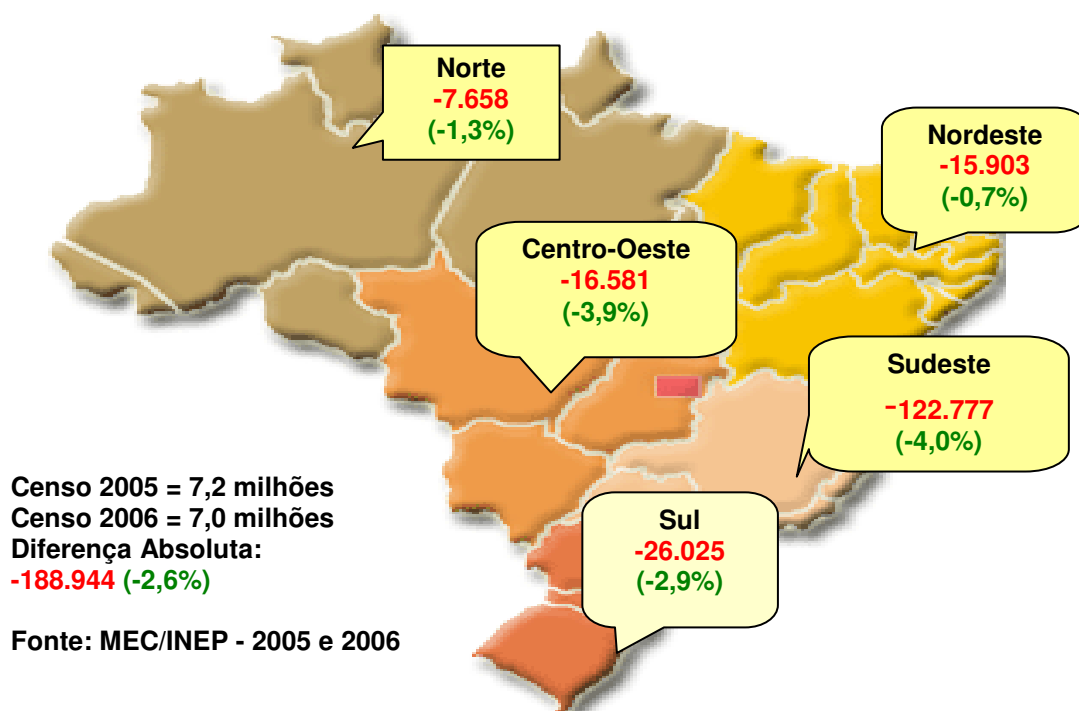 Norte
-7.658
(-1,3%)
Nordeste
-15.903
(-0,7%)
Centro-Oeste
-16.581
(-3,9%)
Sudeste
-122.777
(-4,0%)
Sul
-26.025
(-2,9%)
Censo 2005 = 7,2 milhões
Censo 2006 = 7,0 milhões
Diferença Absoluta:
-188.944 (-2,6%)
Fonte: MEC/INEP - 2005 e 2006